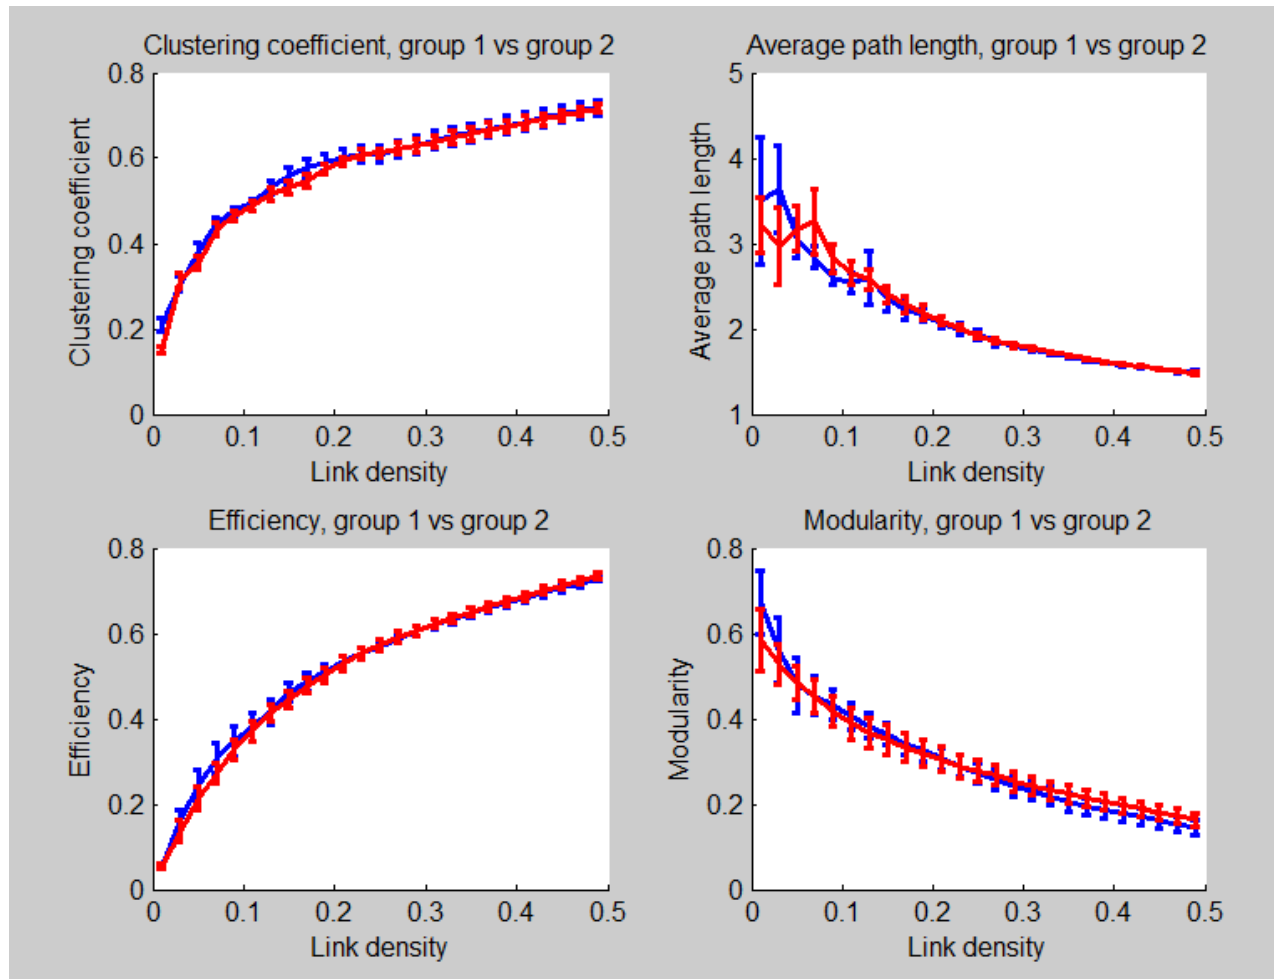 Clustering coefficient, group 1 vs group 2
Clustering coefficient
0.8
0.6
0.4
0.2
0
0 0.1 0.2 0.3 0.4 0.5
Link density
Average path length, group 1 vs group 2
Average path length
5
4
3
2
1
0 0.1 0.2 0.3 0.4 0.5
Link density
Efficiency, group 1 vs group 2
Efficiency
0.8
0.6
0.4
0.2
0
0 0.1 0.2 0.3 0.4 0.5
Link density
Modularity, group 1 vs group 2
Modularity
0.8
0.6
0.4
0.2
0
0 0.1 0.2 0.3 0.4 0.5
Link density